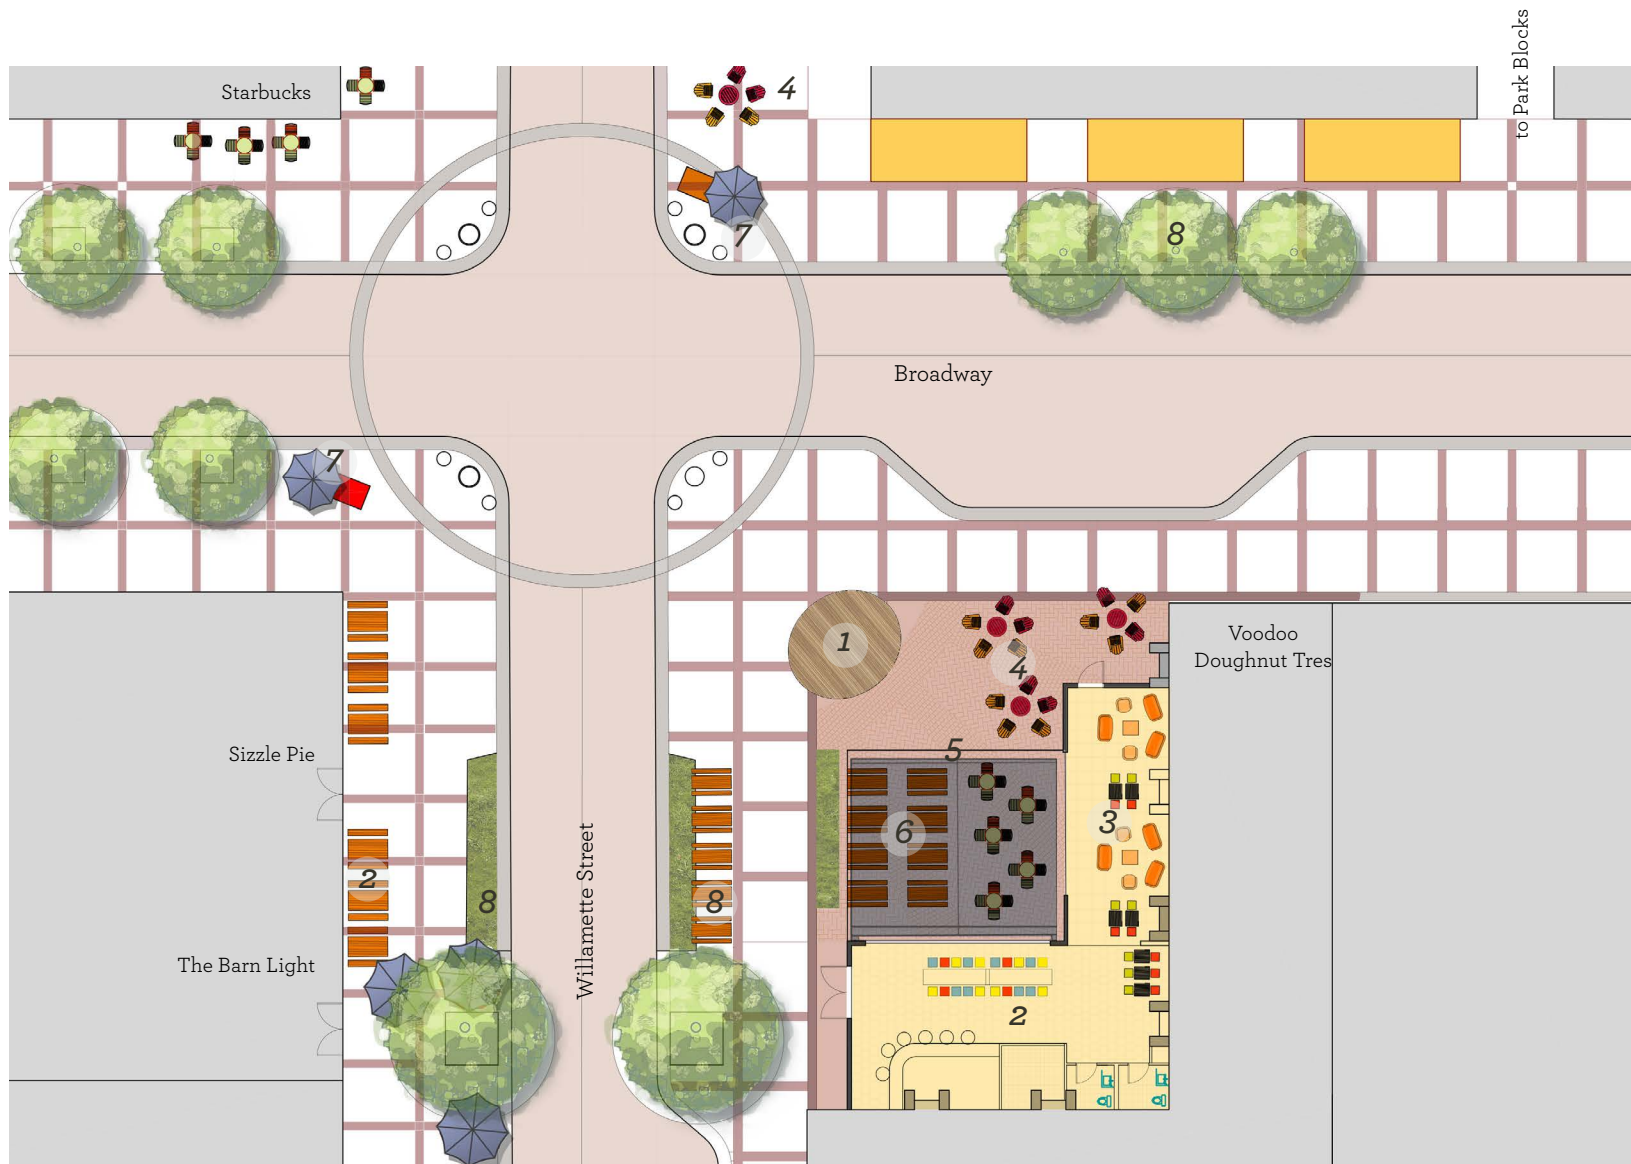 to Park Blocks
Starbucks
4
7
8
Broadway
7
1
Voodoo
Doughnut Tres
4
Sizzle Pie
5
6
3
2
8
8
Willamette Street
The Barn Light
2